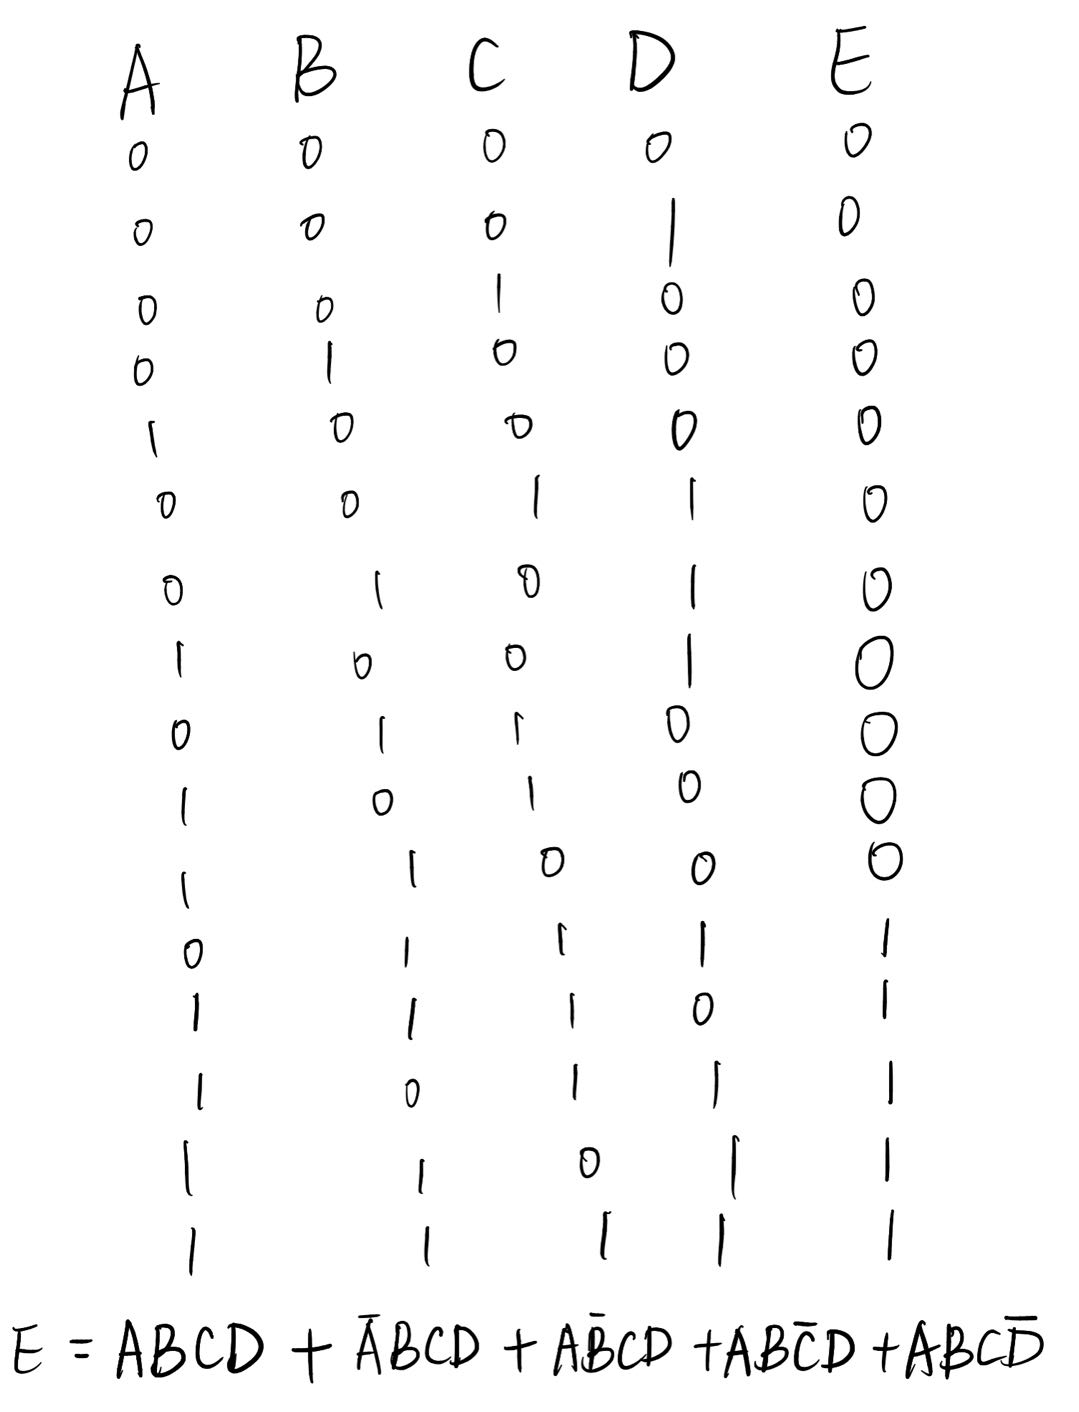 A B C D E
0 0 0 0 0
0 0 0 1 0
0 0 1 0 0
0 1 0 0 0
1 0 0 0 0
0 0 1 1 0
0 1 0 1 0
1 0 0 1 0
0 1 1 0 0
1 0 1 0 0
1 1 0 0 0
0 1 1 1 1
1 1 1 0 1
1 0 1 1 1
1 1 0 1 1
1 1 1 1 1
E = ABCD + A̅BCD + AB̅CD + ABC̅D + ABCD̅